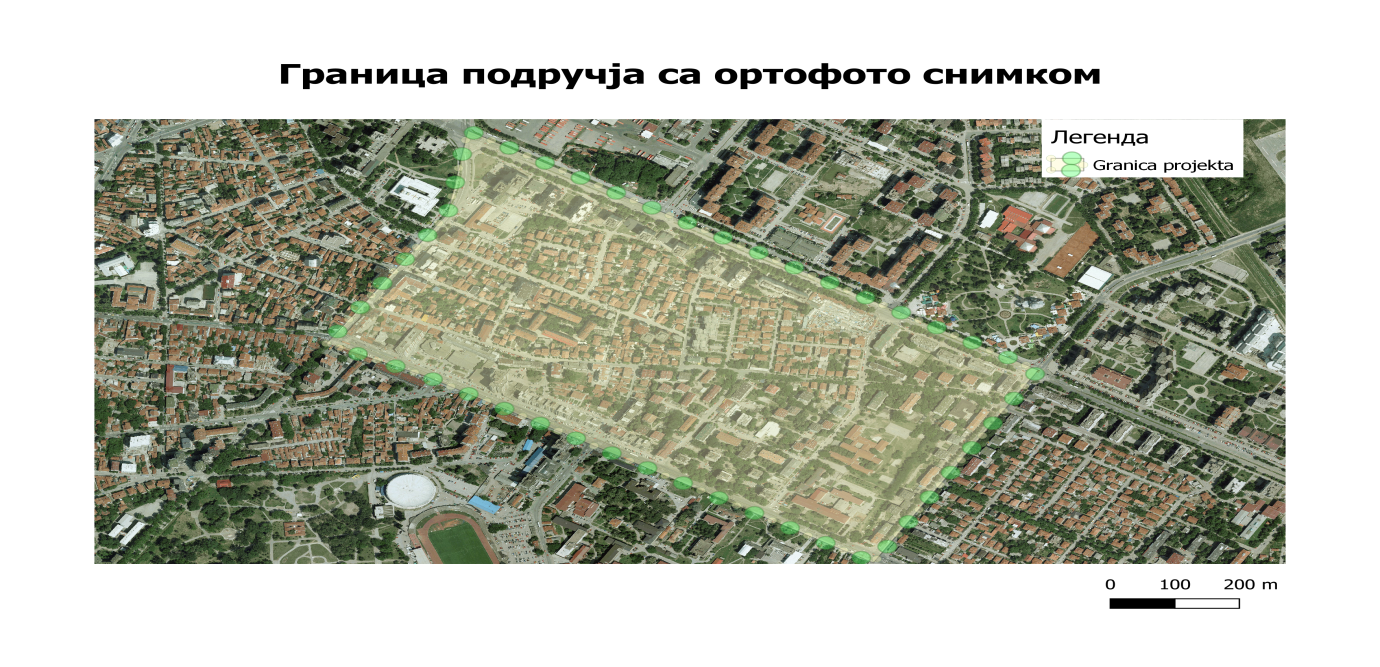 Граница подручја са ортофото снимком
Легенда
Granica projekta
0 100 200 m